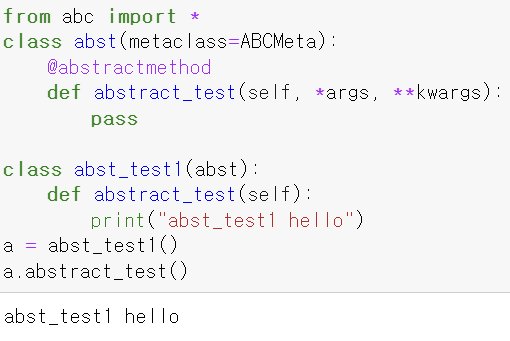 from abc import *
class abst(metaclass=ABCMeta):
    @abstractmethod
    def abstract_test(self, *args, **kwargs):
        pass

class abst_test1(abst):
    def abstract_test(self):
        print("abst_test1 hello")
a = abst_test1()
a.abstract_test()
abst_test1 hello